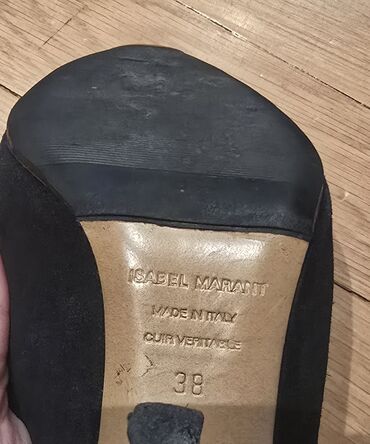 ISABEL MARANT
MADE IN ITALY
CUIR VERITABLE
38